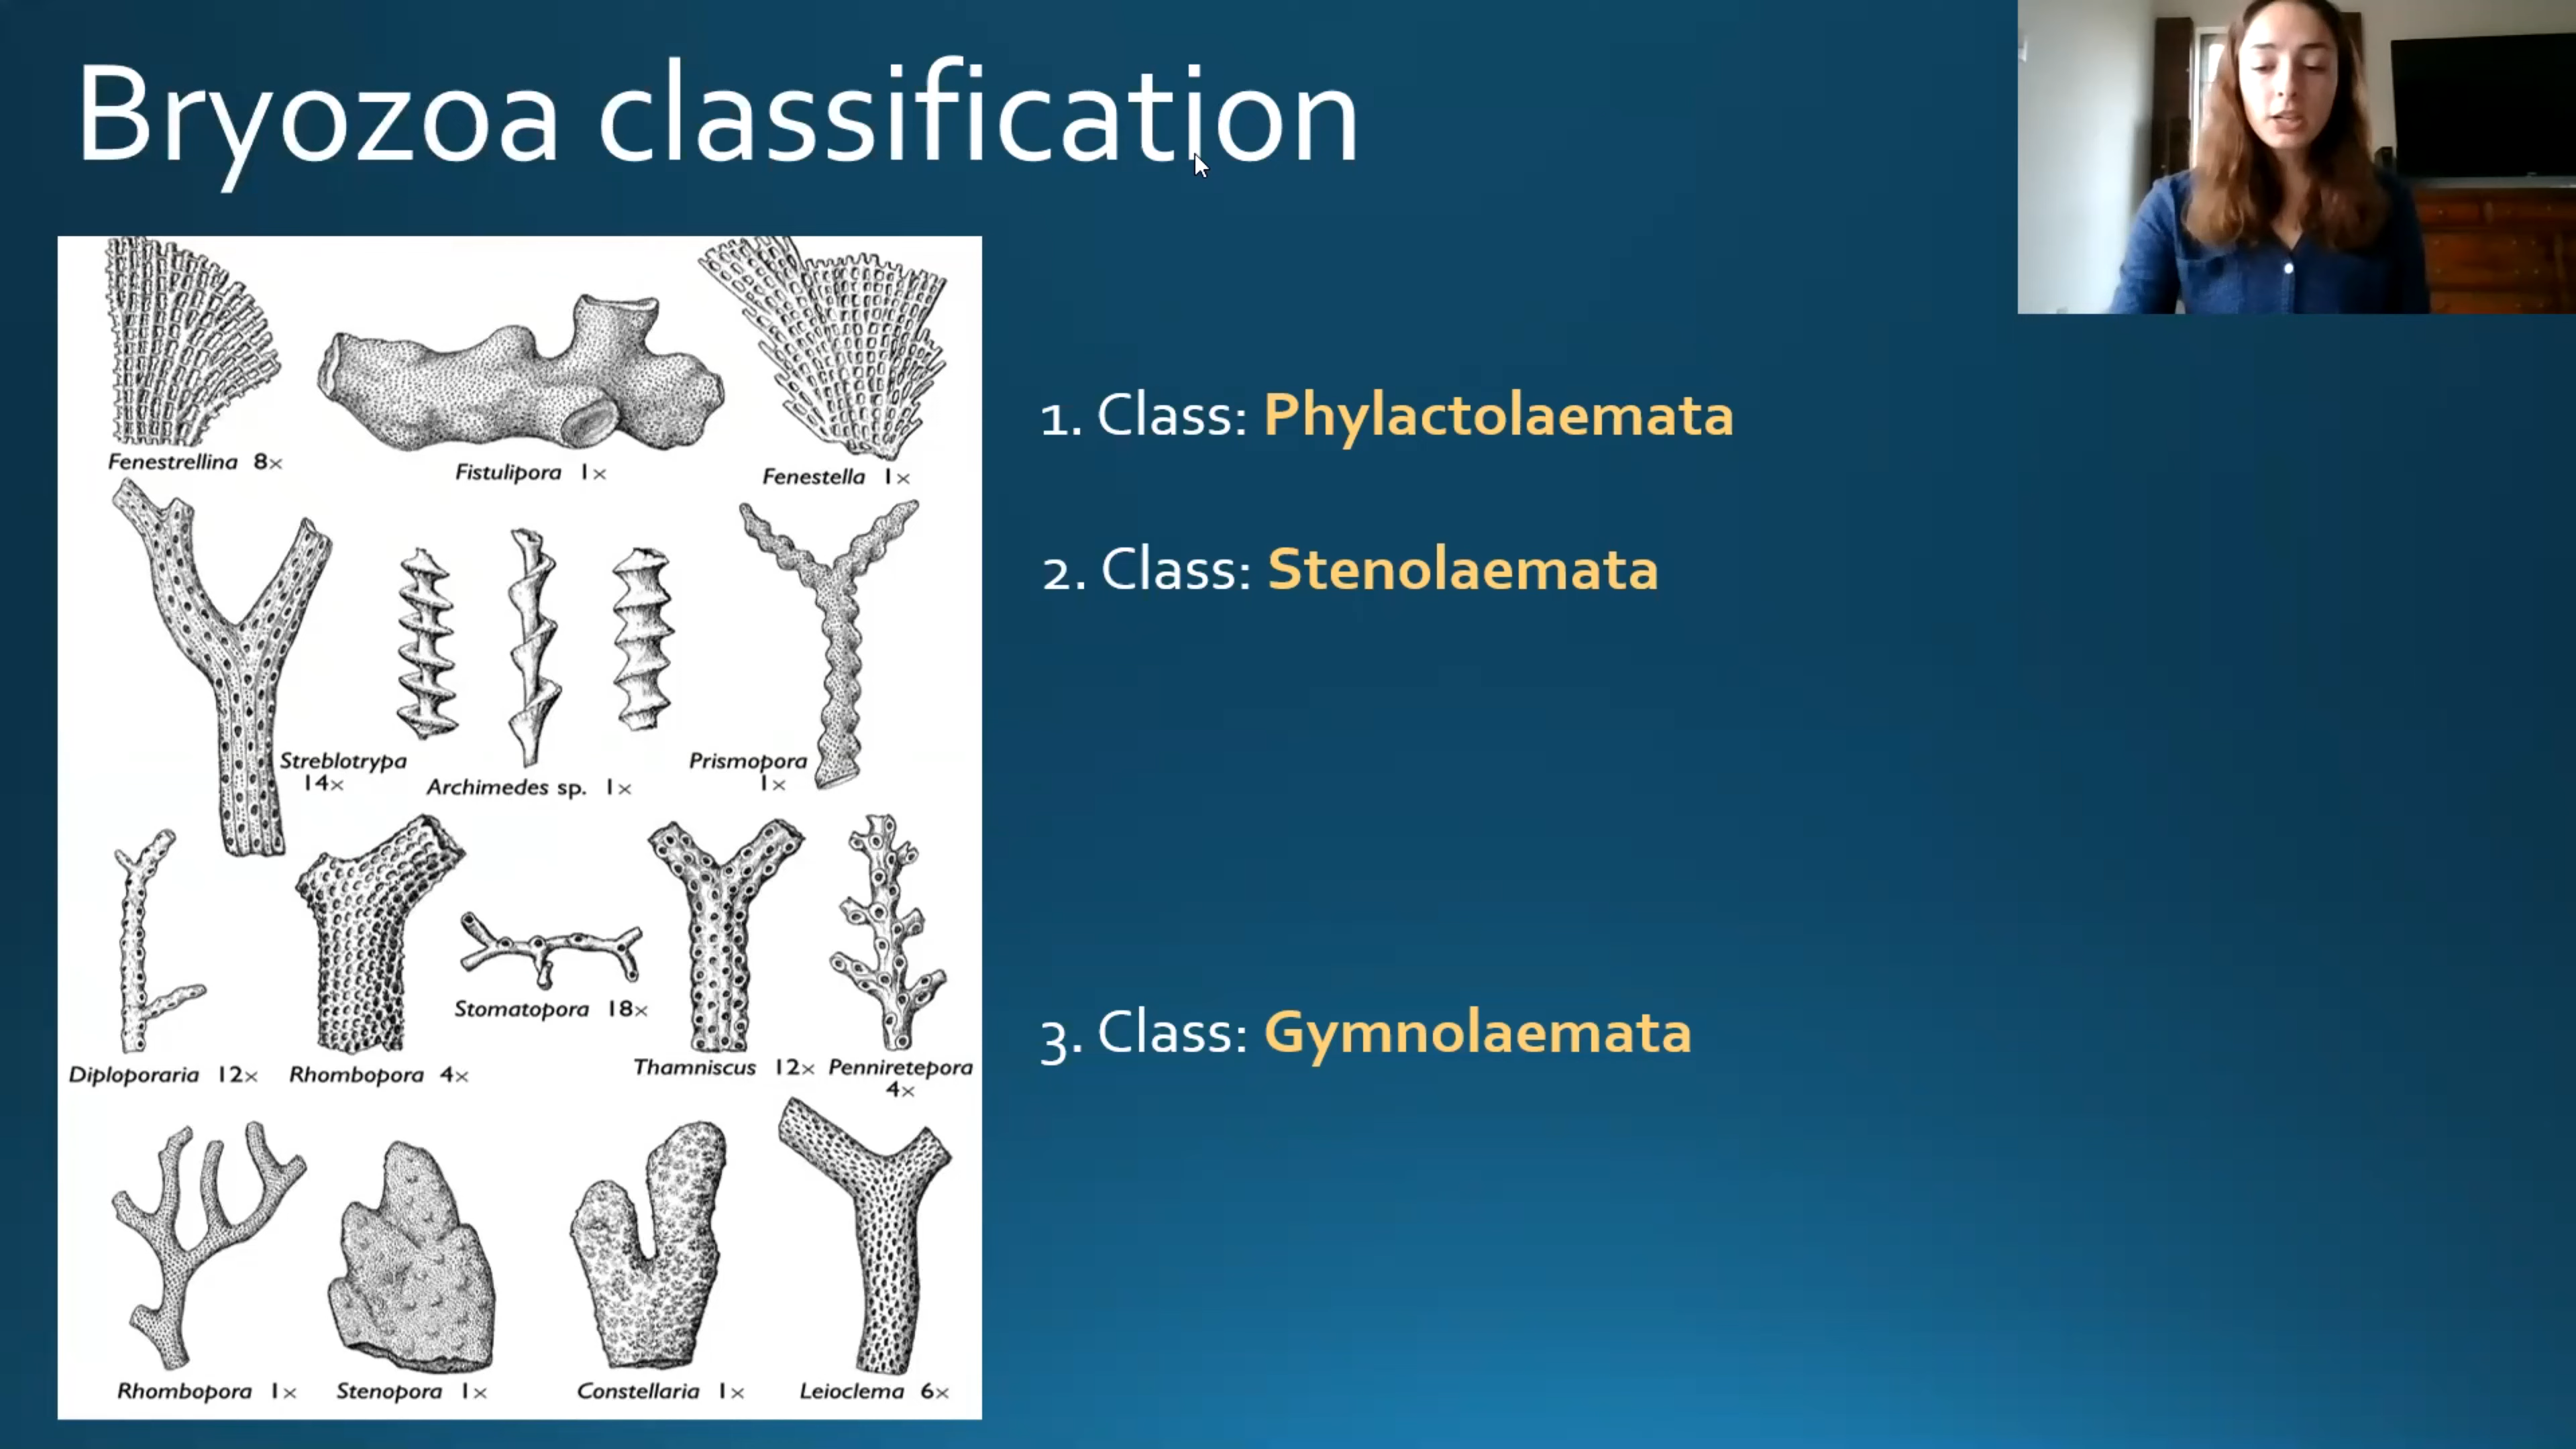 Bryozoa classification
Fenestrellina 8×
Fistulipora 1×
Fenestella 1×
Streblotrypa
14×
Archimedes sp. 1×
Prismopora
1×
Diploporaria 12×
Rhombopora 4×
Stomatopora 18×
Thamniscus 12×
Penniretepora
4×
Rhombopora 1×
Stenopora 1×
Constellaria 1×
Leioclema 6×
1. Class: Phylactolaemata
2. Class: Stenolaemata
3. Class: Gymnolaemata